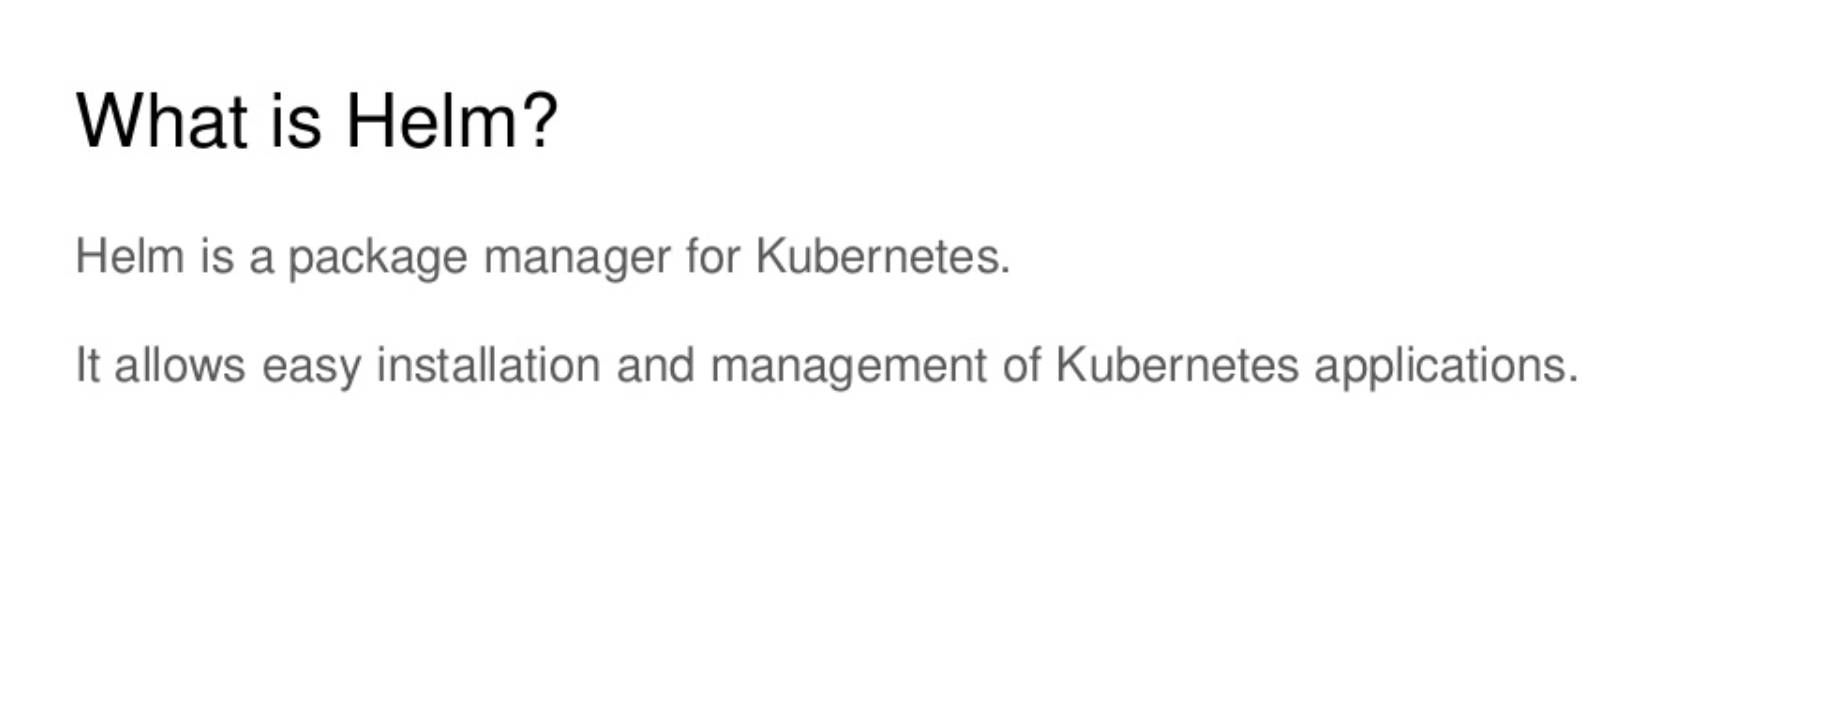 What is Helm?
Helm is a package manager for Kubernetes.
It allows easy installation and management of Kubernetes applications.